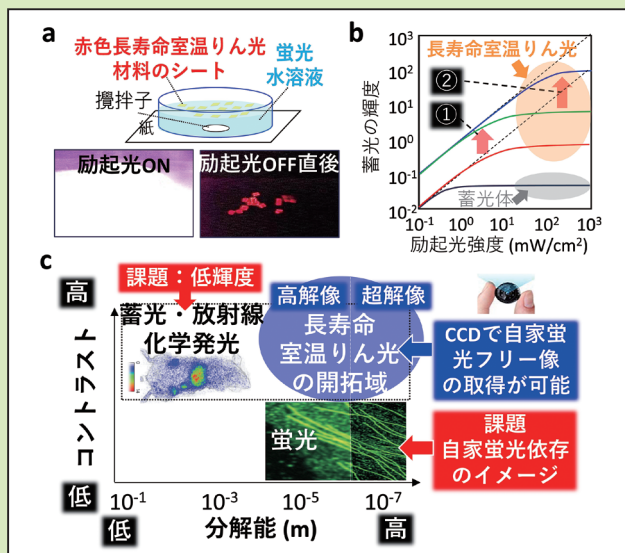 a
赤色長寿命室温りん光
材料のシート
蛍光
水溶液
攪拌子
紙
励起光ON
励起光OFF直後
b
蓄光の輝度
10³
10²
10¹
10⁰
10⁻¹
10⁻²
長寿命室温りん光
②
①
蓄光体
10⁻¹
10⁰
10¹
10²
10³
励起光強度 (mW/cm²)
c
課題：低輝度
高
コントラスト
低
蓄光・放射線
化学発光
高解像
超解像
長寿命
室温りん光
の開拓域
CCDで自家蛍
光フリー像
の取得が可能
蛍光
課題
自家蛍光依存
のイメージ
10⁻¹
10⁻³
10⁻⁵
10⁻⁷
低
分解能 (m)
高